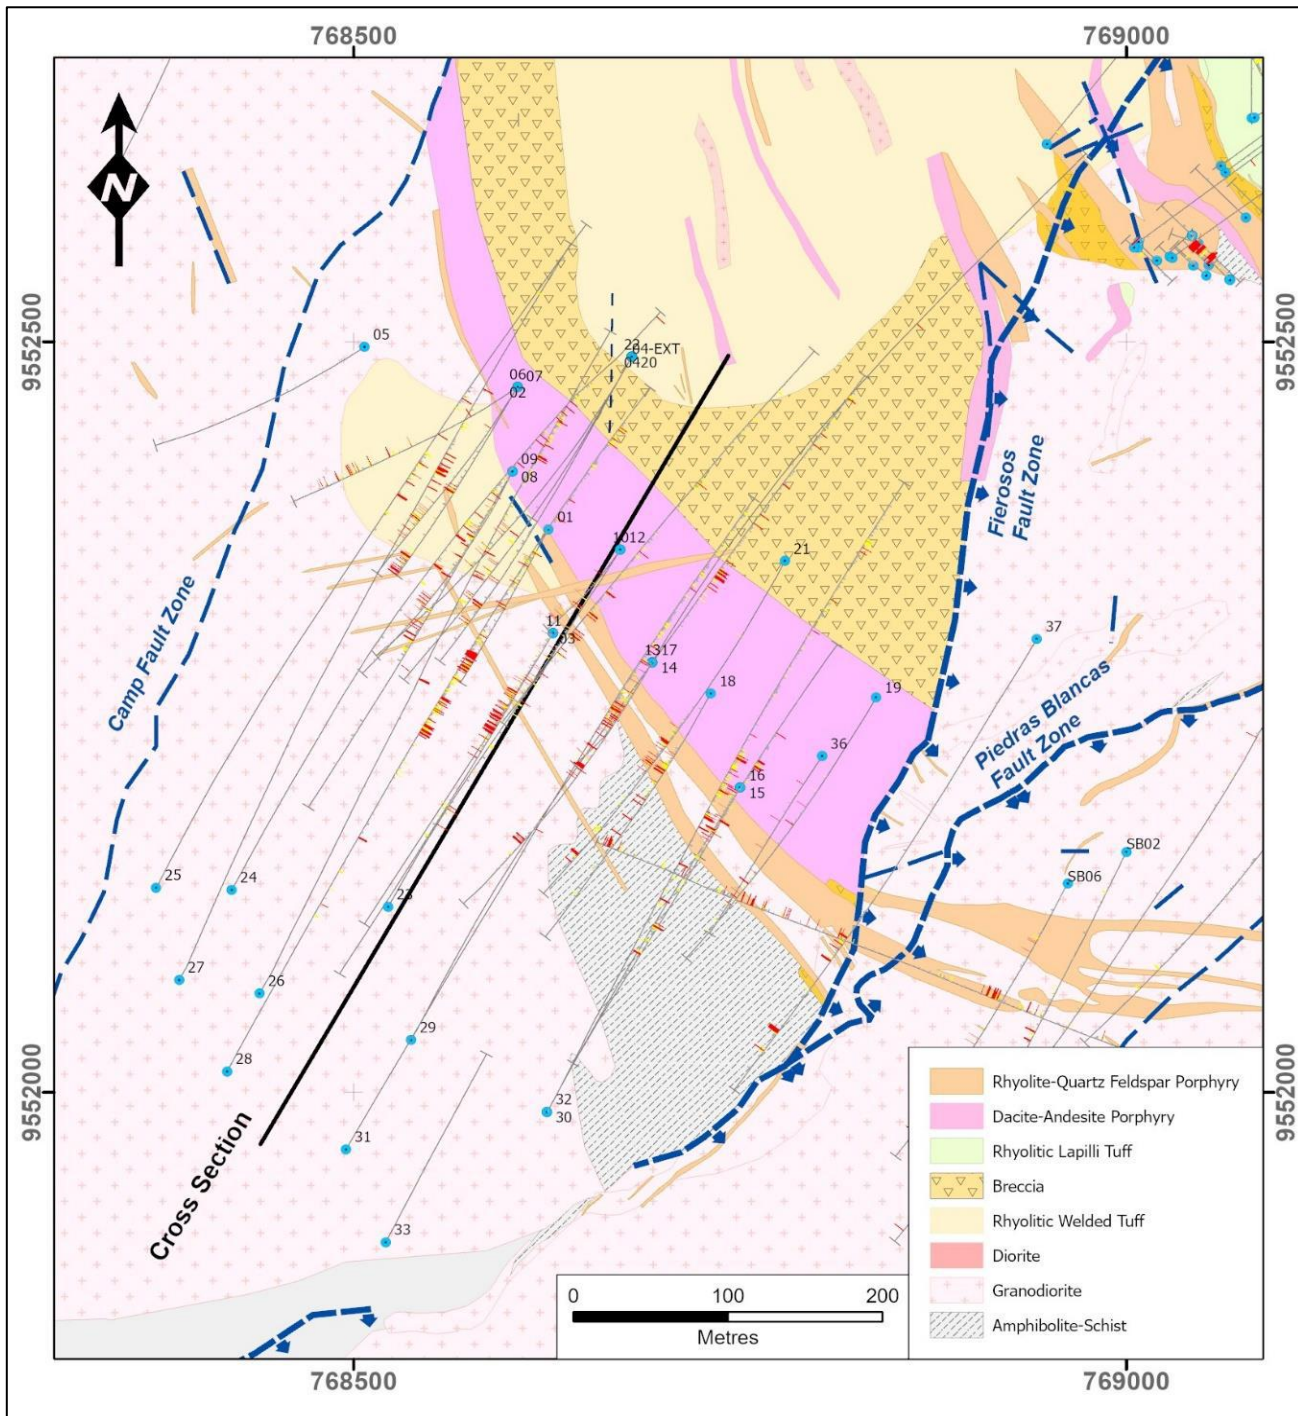 768500
769000
N
05
9552500
9552500
22
04-EXT
0420
0607
02
Fierosos
Fault Zone
09
08
01
1012
21
Camp Fault Zone
11
03
37
1317
14
18
19
Piedras Blancas
Fault Zone
36
16
15
SB02
25
24
SB06
23
27
26
29
28
9552000
9552000
32
30
31
Cross Section
33
Rhyolite-Quartz Feldspar Porphyry
Dacite-Andesite Porphyry
Rhyolitic Lapilli Tuff
Breccia
Rhyolitic Welded Tuff
Diorite
Granodiorite
Amphibolite-Schist
0 100 200
Metres
768500
769000